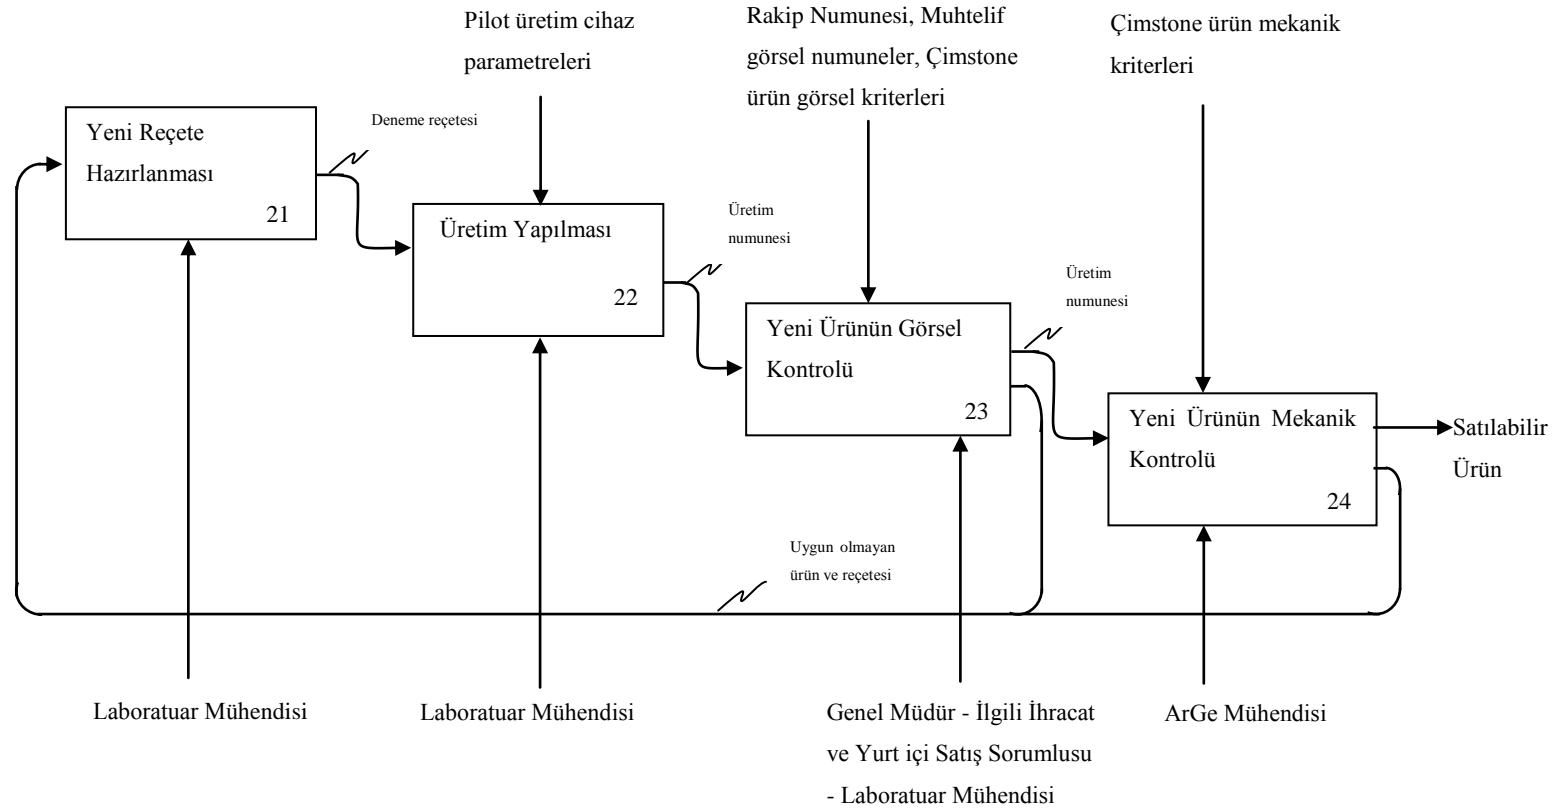 Pilot üretim cihaz
parametreleri
Rakip Numunesi, Muhtelif
görsel numuneler, Çimstone
ürün görsel kriterleri
Çimstone ürün mekanik
kriterleri
Yeni Reçete
Hazırlanması
21
Deneme reçetesi
Üretim Yapılması
22
Üretim
numunesi
Yeni Ürünün Görsel
Kontrolü
23
Üretim
numunesi
Yeni Ürünün Mekanik
Kontrolü
24
Satılabilir
Ürün
Uygun olmayan
ürün ve reçetesi
Laboratuar Mühendisi
Laboratuar Mühendisi
Genel Müdür - İlgili İhracat
ve Yurt içi Satış Sorumlusu
- Laboratuar Mühendisi
ArGe Mühendisi